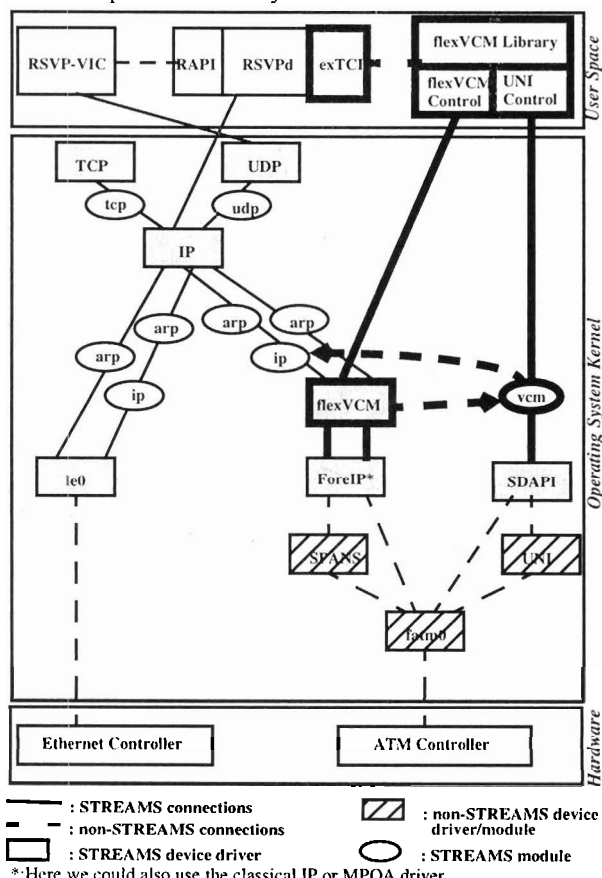 RSVP-VIC
RAPI
RSVPd
exTCI
flexVCM Library
flexVCM
Control
UNI
Control
User Space
TCP
UDP
tcp
udp
IP
arp
arp
arp
arp
ip
ip
flexVCM
vcm
le0
ForeIP*
SDAPI
SPANS
UNI
fatm0
Operating System Kernel
Ethernet Controller
ATM Controller
Hardware
: STREAMS connections
: non-STREAMS connections
: STREAMS device driver
: non-STREAMS device
driver/module
: STREAMS module
*:Here we could also use the classical IP or MPOA driver